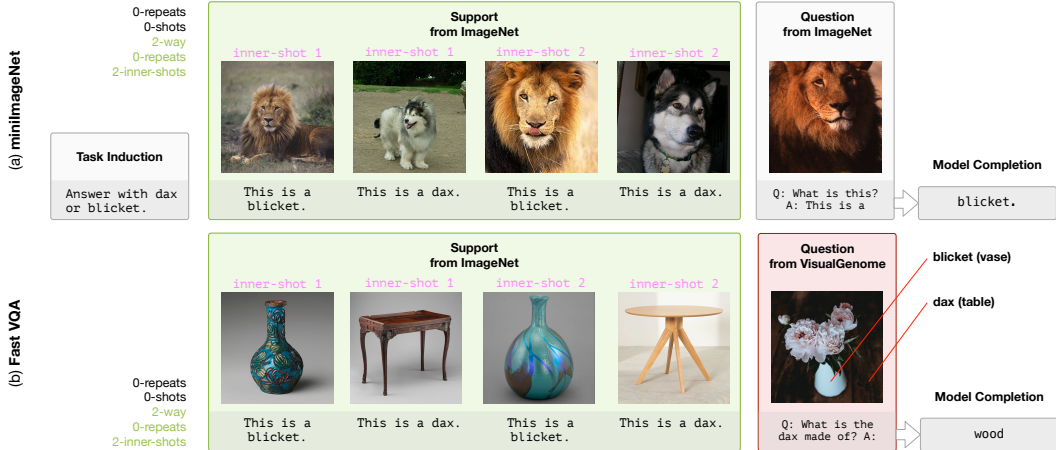 (a) miniImageNet
0-repeats
0-shots
2-way
0-repeats
2-inner-shots
Task Induction
Answer with dax
or blicket.
Support
from ImageNet
inner-shot 1
inner-shot 1
inner-shot 2
inner-shot 2
This is a
blicket.
This is a dax.
This is a
blicket.
This is a dax.
Question
from ImageNet
Q: What is this?
A: This is a
Model Completion
blicket.
(b) Fast VQA
0-repeats
0-shots
2-way
0-repeats
2-inner-shots
Support
from ImageNet
inner-shot 1
inner-shot 1
inner-shot 2
inner-shot 2
This is a
blicket.
This is a dax.
This is a
blicket.
This is a dax.
Question
from VisualGenome
blicket (vase)
dax (table)
Q: What is the
dax made of? A:
Model Completion
wood